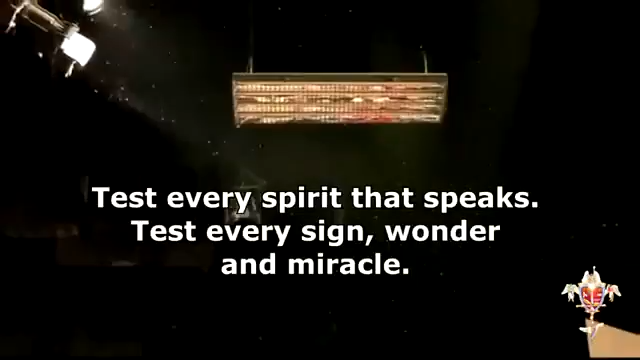 Test every spirit that speaks.
Test every sign, wonder
and miracle.